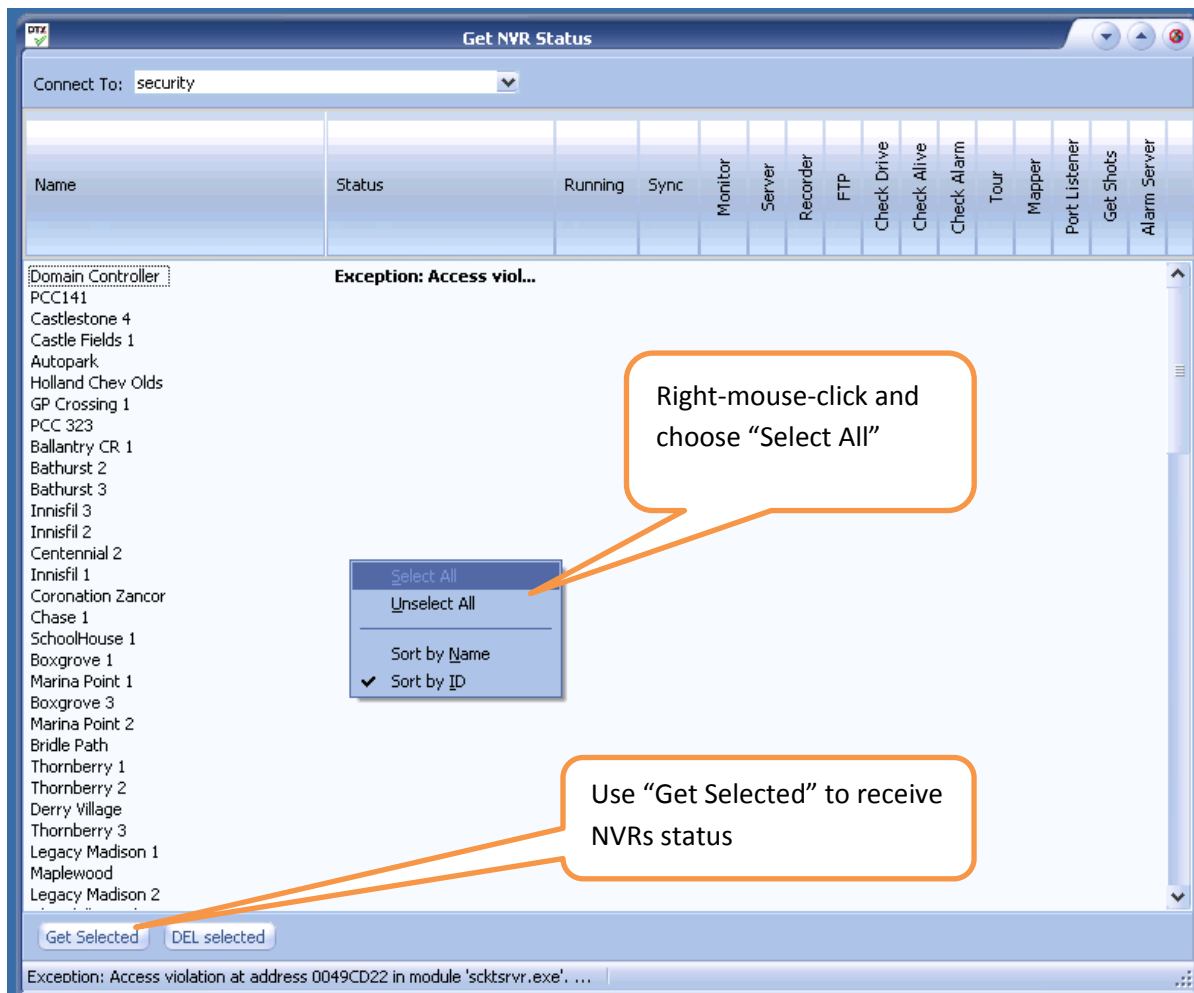 DTX
Get NVR Status
Connect To: security
Name
Status
Running
Sync
Monitor
Server
Recorder
FTP
Check Drive
Check Alive
Check Alarm
Tour
Mapper
Port Listener
Get Shots
Alarm Server
Domain Controller
Exception: Access viol...
PCC141
Castlestone 4
Castle Fields 1
Autopark
Holland Chev Olds
GP Crossing 1
PCC 323
Ballantry CR 1
Bathurst 2
Bathurst 3
Innisfil 3
Innisfil 2
Centennial 2
Innisfil 1
Coronation Zancor
Chase 1
SchoolHouse 1
Boxgrove 1
Marina Point 1
Boxgrove 3
Marina Point 2
Bridle Path
Thornberry 1
Thornberry 2
Derry Village
Thornberry 3
Legacy Madison 1
Maplewood
Legacy Madison 2
Right-mouse-click and
choose “Select All”
Select All
Unselect All
Sort by Name
Sort by ID
Use “Get Selected” to receive
NVRs status
Get Selected
DEL selected
Exception: Access violation at address 0049CD22 in module 'scktsrvr.exe'. ...